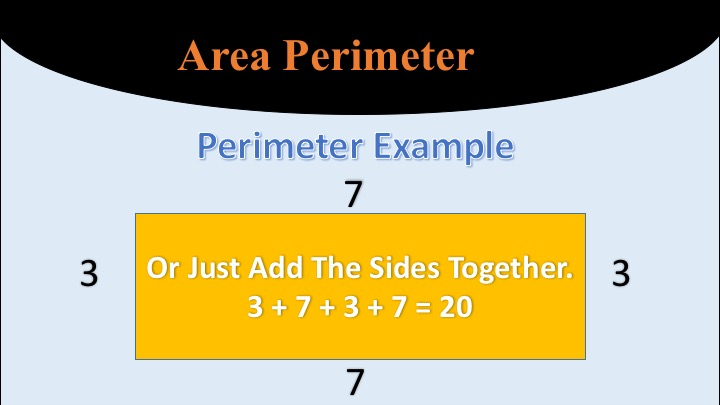 Area Perimeter
Perimeter Example
7
3
Or Just Add The Sides Together.
3 + 7 + 3 + 7 = 20
3
7